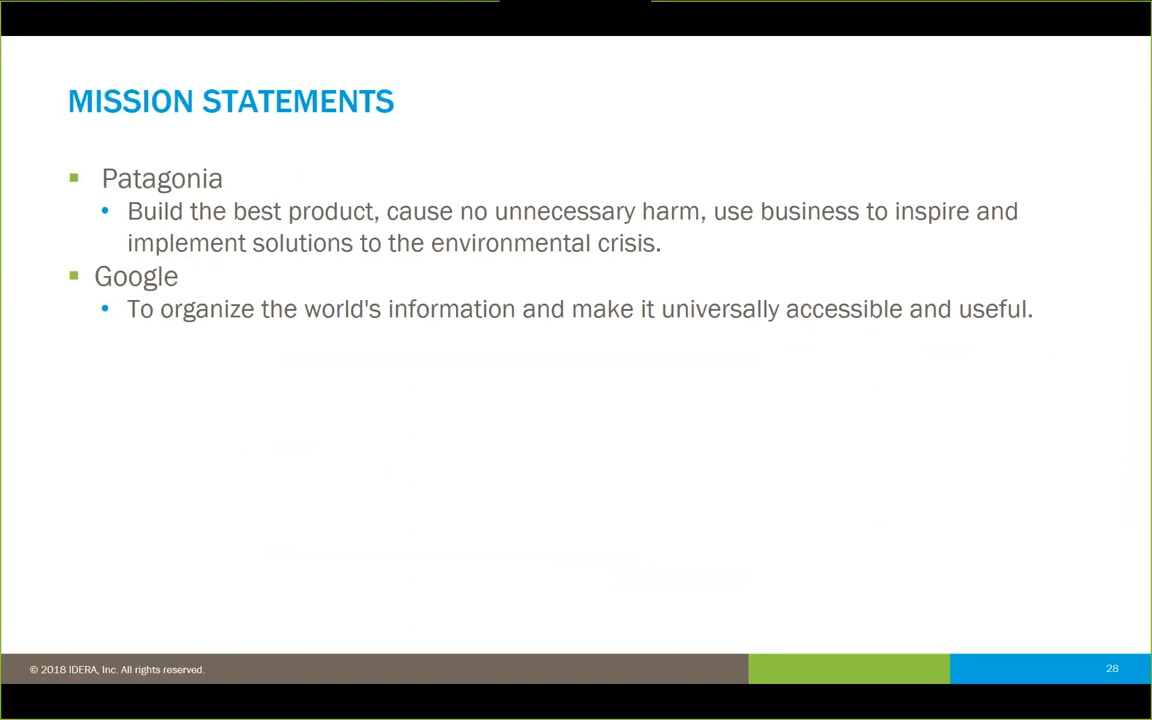 MISSION STATEMENTS
Patagonia
Build the best product, cause no unnecessary harm, use business to inspire and
implement solutions to the environmental crisis.
Google
To organize the world's information and make it universally accessible and useful.
© 2018 IDERA, Inc. All rights reserved.
28